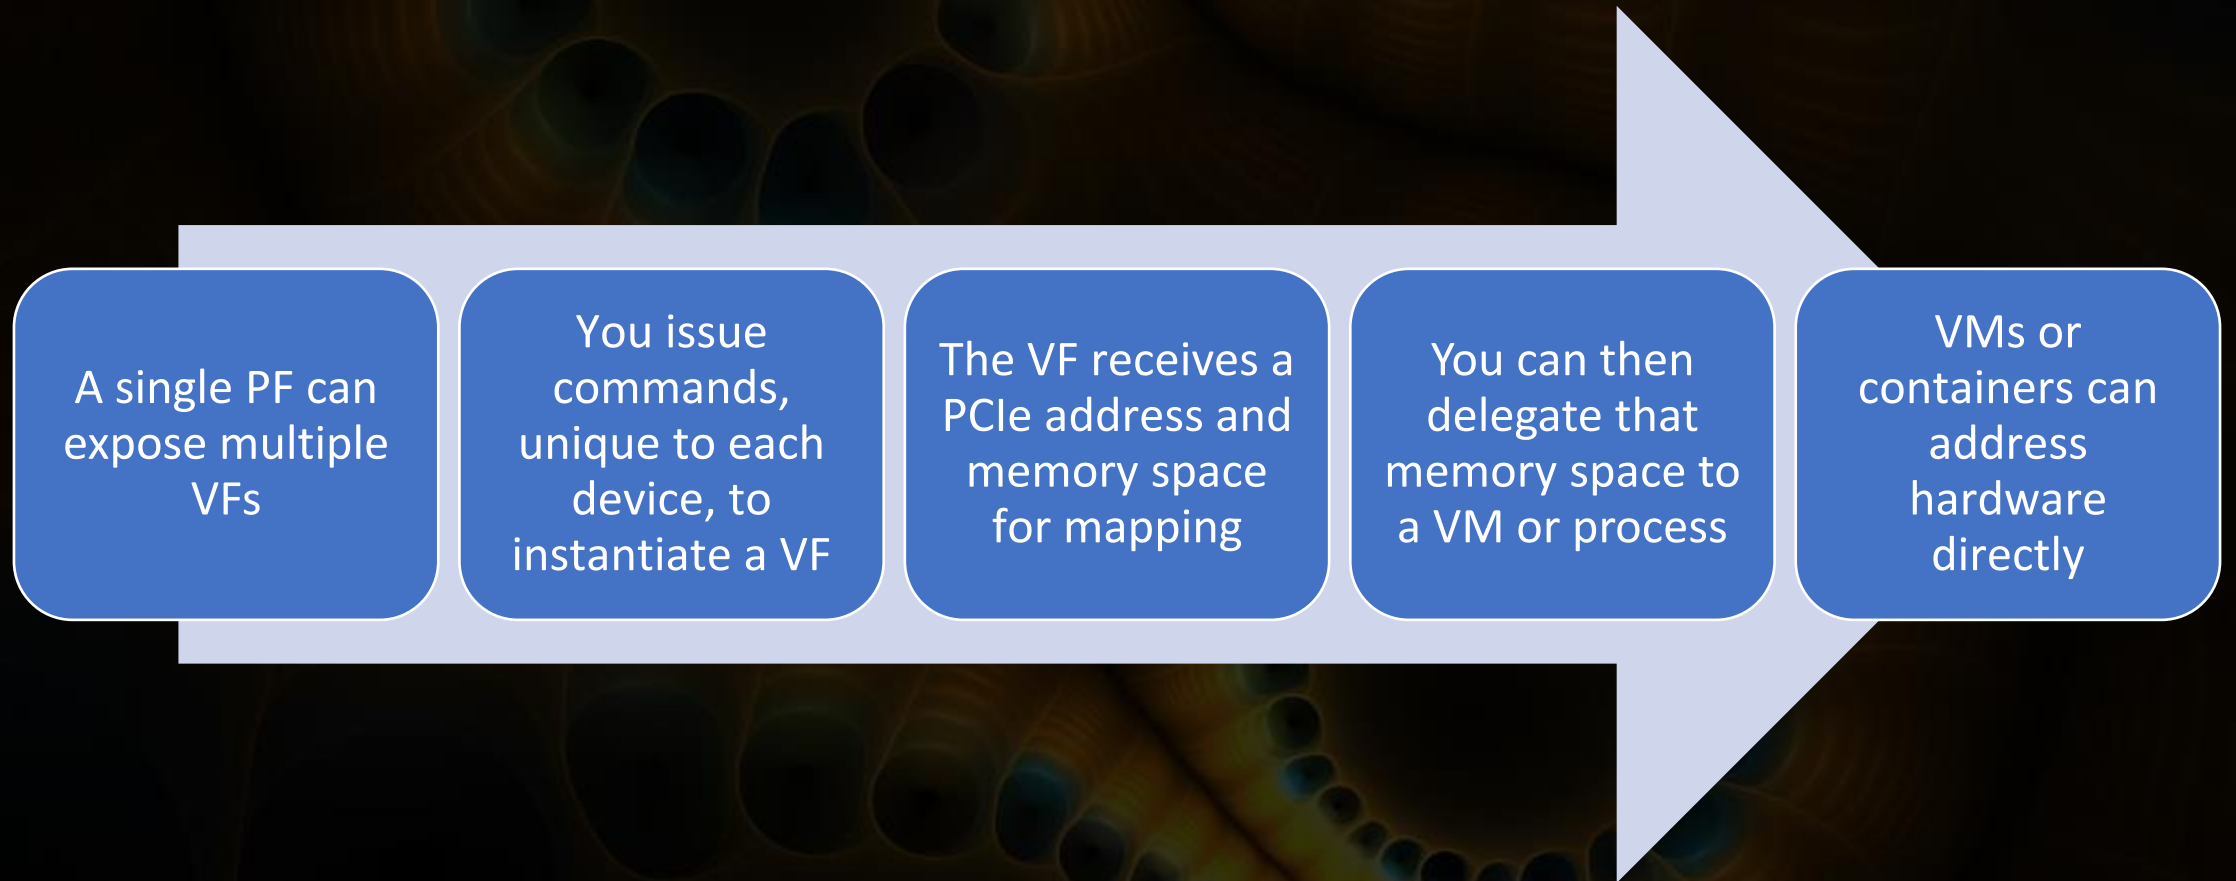 A single PF can
expose multiple
VFs
You issue
commands,
unique to each
device, to
instantiate a VF
The VF receives a
PCIe address and
memory space
for mapping
You can then
delegate that
memory space to
a VM or process
VMs or
containers can
address
hardware
directly